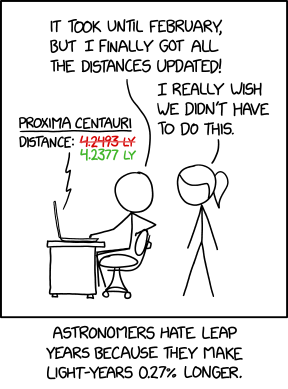 IT TOOK UNTIL FEBRUARY,
BUT I FINALLY GOT ALL
THE DISTANCES UPDATED!
I REALLY WISH
WE DIDN'T HAVE
TO DO THIS.
PROXIMA CENTAURI
DISTANCE: 4.2493 LY
4.2377 LY
ASTRONOMERS HATE LEAP
YEARS BECAUSE THEY MAKE
LIGHT-YEARS 0.27% LONGER.